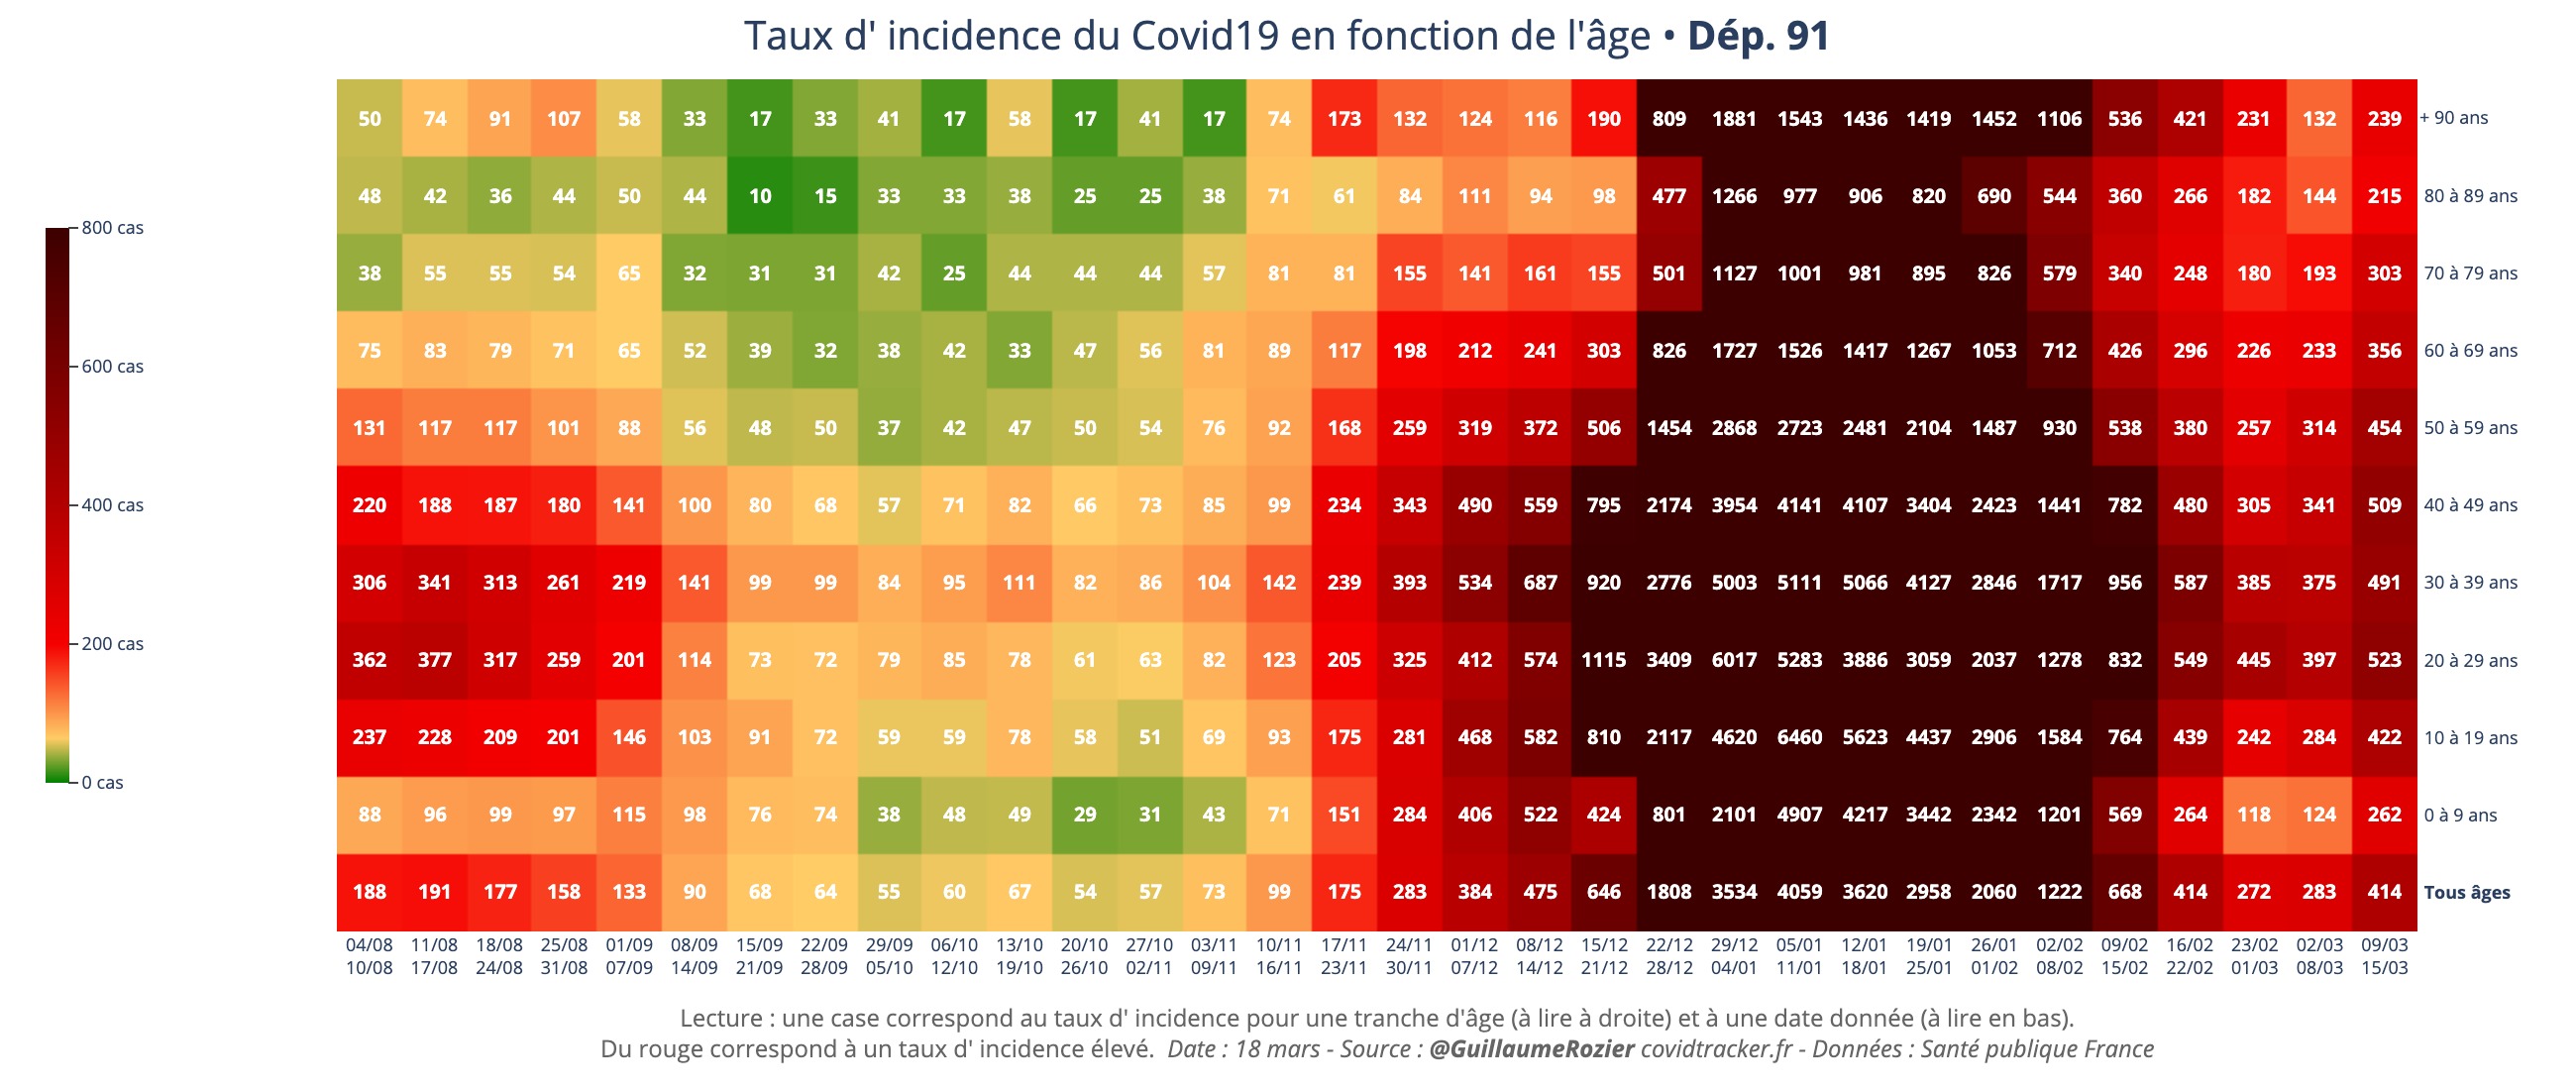 Taux d' incidence du Covid19 en fonction de l'âge • Dép. 91
50 74 91 107 58 33 17 33 41 17 58 17 41 17 74 173 132 124 116 190 809 1881 1543 1436 1419 1452 1106 536 421 231 132 239 + 90 ans
48 42 36 44 50 44 10 15 33 33 38 25 25 38 71 61 84 111 94 98 477 1266 977 906 820 690 544 360 266 182 144 215 80 à 89 ans
800 cas
38 55 55 54 65 32 31 31 42 25 44 44 44 57 81 81 155 141 161 155 501 1127 1001 981 895 826 579 340 248 180 193 303 70 à 79 ans
75 83 79 71 65 52 39 32 38 42 33 47 56 81 89 117 198 212 241 303 826 1727 1526 1417 1267 1053 712 426 296 226 233 356 60 à 69 ans
600 cas
131 117 117 101 88 56 48 50 37 42 47 50 54 76 92 168 259 319 372 506 1454 2868 2723 2481 2104 1487 930 538 380 257 314 454 50 à 59 ans
400 cas
220 188 187 180 141 100 80 68 57 71 82 66 73 85 99 234 343 490 559 795 2174 3954 4141 4107 3404 2423 1441 782 480 305 341 509 40 à 49 ans
306 341 313 261 219 141 99 99 84 95 111 82 86 104 142 239 393 534 687 920 2776 5003 5111 5066 4127 2846 1717 956 587 385 375 491 30 à 39 ans
200 cas
362 377 317 259 201 114 73 72 79 85 78 61 63 82 123 205 325 412 574 1115 3409 6017 5283 3886 3059 2037 1278 832 549 445 397 523 20 à 29 ans
237 228 209 201 146 103 91 72 59 59 78 58 51 69 93 175 281 468 582 810 2117 4620 6460 5623 4437 2906 1584 764 439 242 284 422 10 à 19 ans
0 cas
88 96 99 97 115 98 76 74 38 48 49 29 31 43 71 151 284 406 522 424 801 2101 4907 4217 3442 2342 1201 569 264 118 124 262 0 à 9 ans
188 191 177 158 133 90 68 64 55 60 67 54 57 73 99 175 283 384 475 646 1808 3534 4059 3620 2958 2060 1222 668 414 272 283 414 Tous âges
04/08 11/08 18/08 25/08 01/09 08/09 15/09 22/09 29/09 06/10 13/10 20/10 27/10 03/11 10/11 17/11 24/11 01/12 08/12 15/12 22/12 29/12 05/01 12/01 19/01 26/01 02/02 09/02 16/02 23/02 02/03 09/03
10/08 17/08 24/08 31/08 07/09 14/09 21/09 28/09 05/10 12/10 19/10 26/10 02/11 09/11 16/11 23/11 30/11 07/12 14/12 21/12 28/12 04/01 11/01 18/01 25/01 01/02 08/02 15/02 22/02 01/03 08/03 15/03
Lecture : une case correspond au taux d' incidence pour une tranche d'âge (à lire à droite) et à une date donnée (à lire en bas).
Du rouge correspond à un taux d' incidence élevé. Date : 18 mars - Source : @GuillaumeRozier covidtracker.fr - Données : Santé publique France